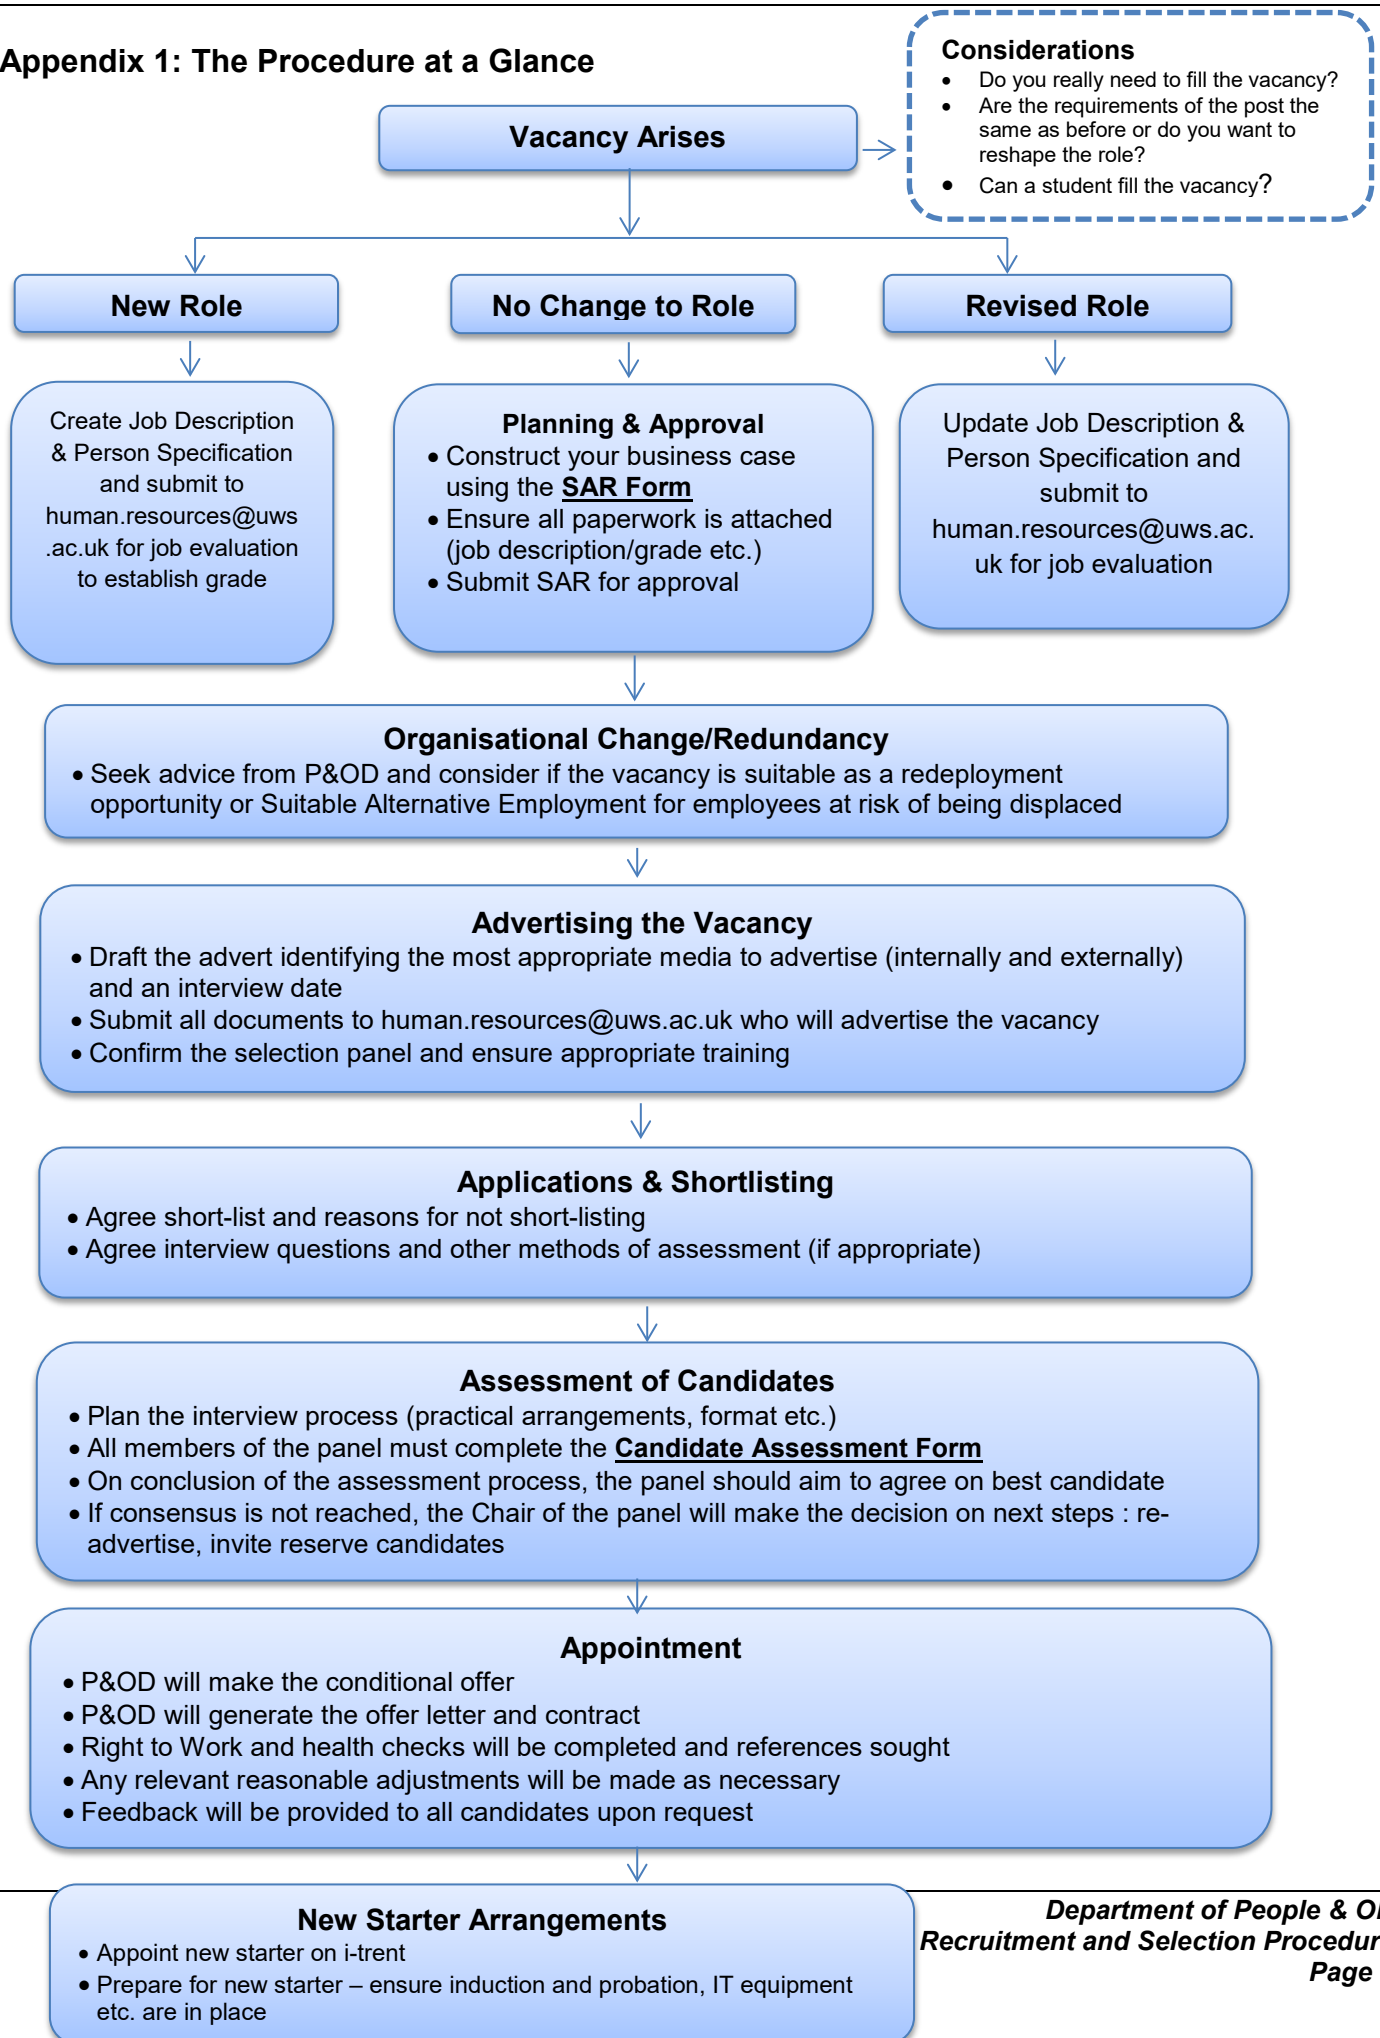 Appendix 1: The Procedure at a Glance
Considerations
• Do you really need to fill the vacancy?
• Are the requirements of the post the
same as before or do you want to
reshape the role?
• Can a student fill the vacancy?
Vacancy Arises
New Role
No Change to Role
Revised Role
Create Job Description
& Person Specification
and submit to
human.resources@uws
.ac.uk for job evaluation
to establish grade
Planning & Approval
• Construct your business case
using the SAR Form
• Ensure all paperwork is attached
(job description/grade etc.)
• Submit SAR for approval
Update Job Description &
Person Specification and
submit to
human.resources@uws.ac.
uk for job evaluation
Organisational Change/Redundancy
• Seek advice from P&OD and consider if the vacancy is suitable as a redeployment
opportunity or Suitable Alternative Employment for employees at risk of being displaced
Advertising the Vacancy
• Draft the advert identifying the most appropriate media to advertise (internally and externally)
and an interview date
• Submit all documents to human.resources@uws.ac.uk who will advertise the vacancy
• Confirm the selection panel and ensure appropriate training
Applications & Shortlisting
• Agree short-list and reasons for not short-listing
• Agree interview questions and other methods of assessment (if appropriate)
Assessment of Candidates
• Plan the interview process (practical arrangements, format etc.)
• All members of the panel must complete the Candidate Assessment Form
• On conclusion of the assessment process, the panel should aim to agree on best candidate
• If consensus is not reached, the Chair of the panel will make the decision on next steps : re-
advertise, invite reserve candidates
Appointment
• P&OD will make the conditional offer
• P&OD will generate the offer letter and contract
• Right to Work and health checks will be completed and references sought
• Any relevant reasonable adjustments will be made as necessary
• Feedback will be provided to all candidates upon request
New Starter Arrangements
• Appoint new starter on i-trent
• Prepare for new starter – ensure induction and probation, IT equipment
etc. are in place
Department of People &
Recruitment and Selection
Page